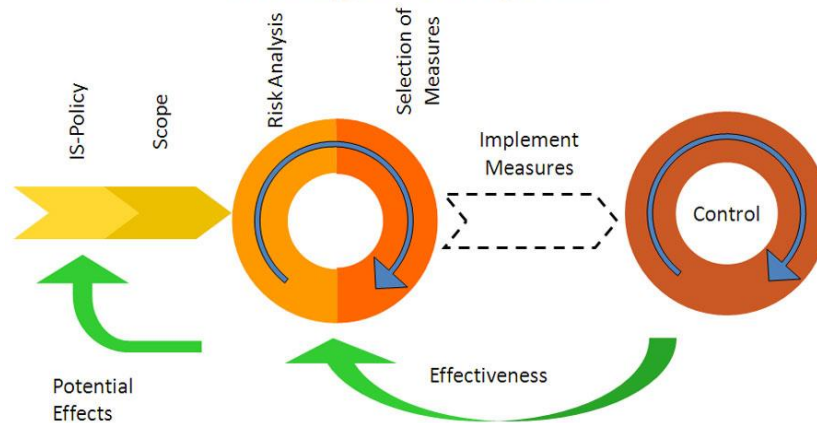 IS-Policy
Scope
Risk Analysis
Selection of
Measures
Implement
Measures
Control
Effectiveness
Potential
Effects